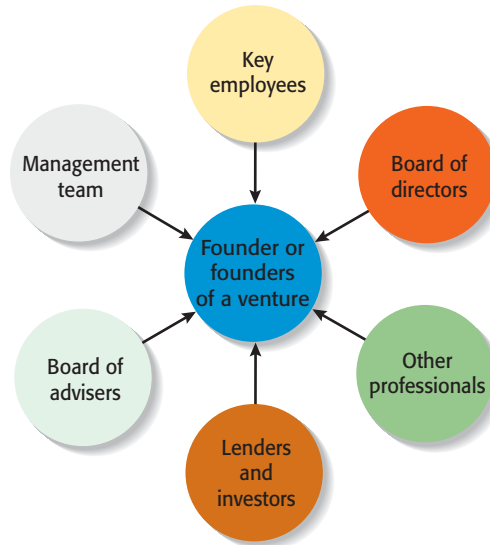 Key
employees
Management
team
Board of
directors
Founder or
founders
of a venture
Board of
advisers
Other
professionals
Lenders
and
investors